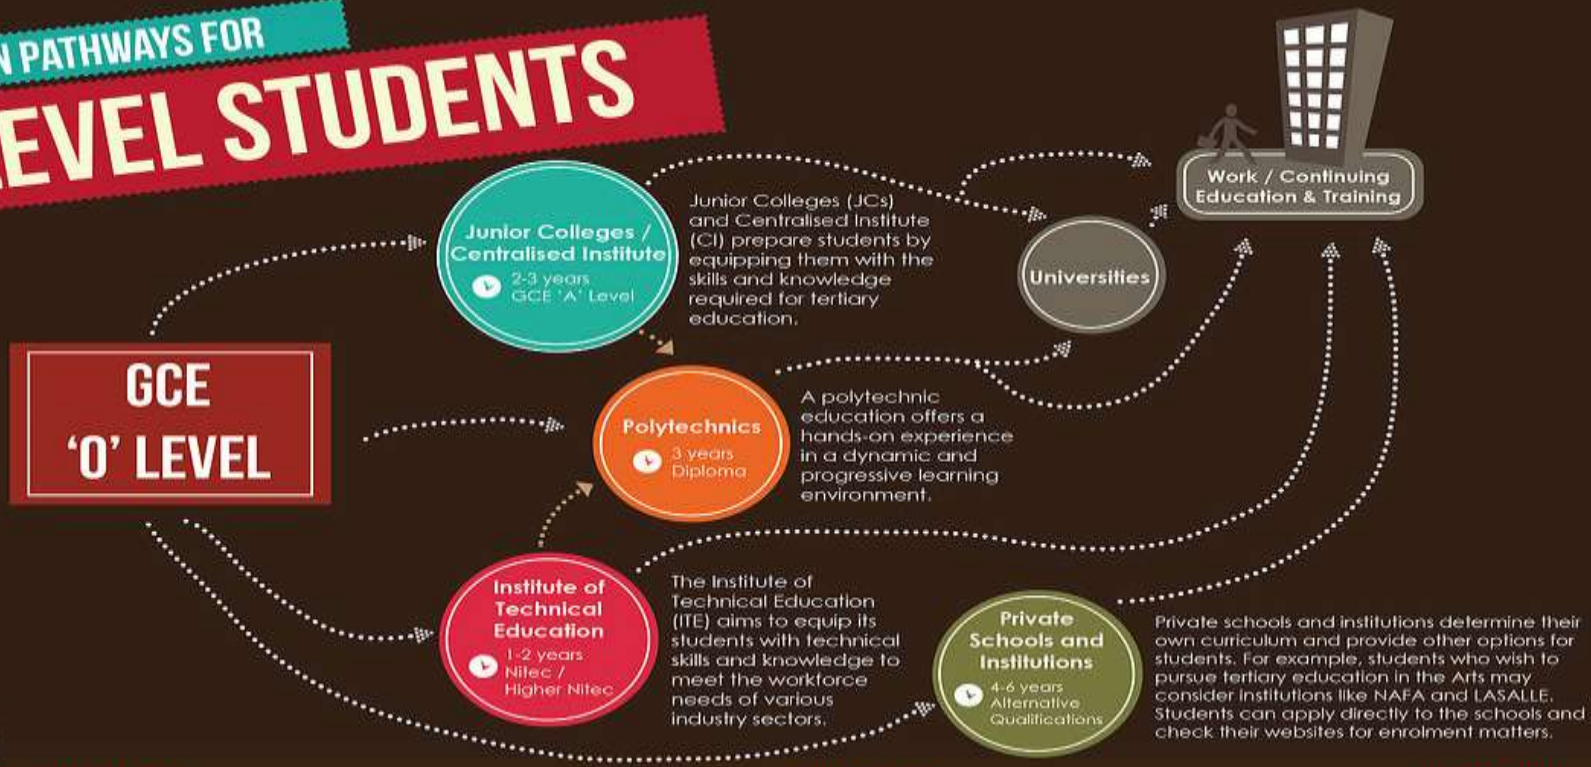 PATHWAYS FOR
LEVEL STUDENTS
Work / Continuing
Education & Training
Junior Colleges /
Centralised Institute
2-3 years
GCE 'A' Level
Junior Colleges (JCs)
and Centralised Institute
(CI) prepare students by
equipping them with the
skills and knowledge
required for tertiary
education.
Universities
GCE
'O' LEVEL
Polytechnics
3 years
Diploma
A polytechnic
education offers a
hands-on experience
in a dynamic and
progressive learning
environment.
Institute of
Technical
Education
1-2 years
Nitec /
Higher Nitec
The Institute of
Technical Education
(ITE) aims to equip its
students with technical
skills and knowledge to
meet the workforce
needs of various
industry sectors.
Private
Schools and
Institutions
4-6 years
Alternative
Qualifications
Private schools and institutions determine their
own curriculum and provide other options for
students. For example, students who wish to
pursue tertiary education in the Arts may
consider institutions like NAFA and LASALLE.
Students can apply directly to the schools and
check their websites for enrolment matters.